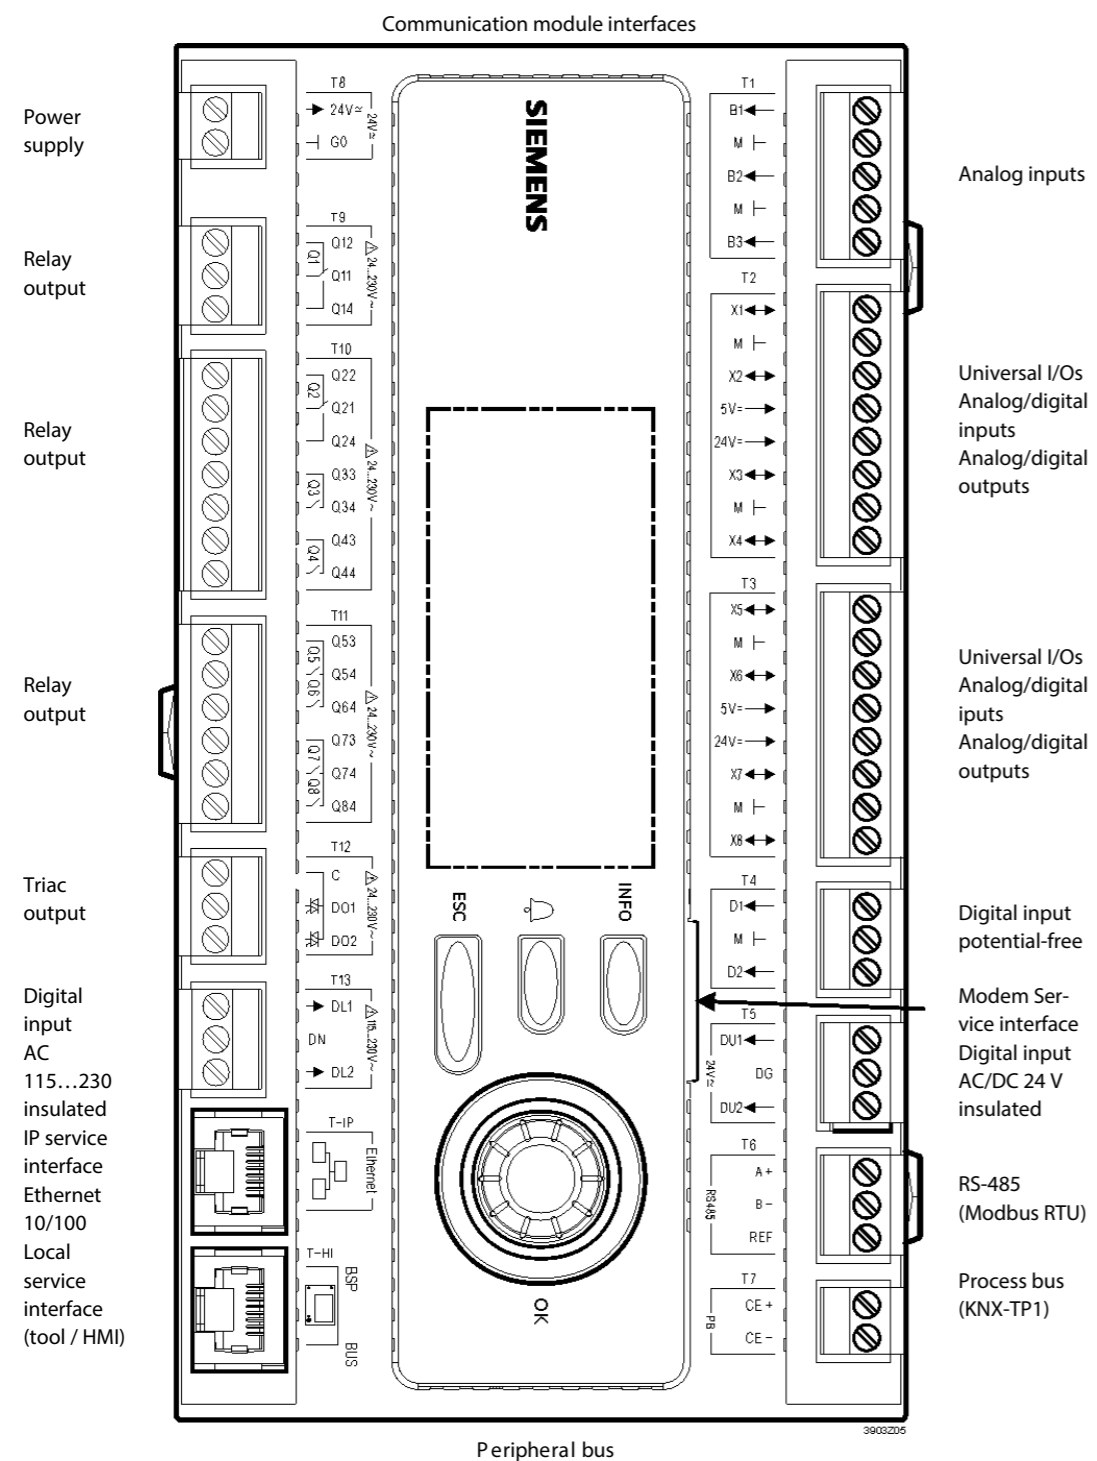 Communication module interfaces
Power
supply
Relay
output
Relay
output
Relay
output
Triac
output
Digital
input
AC
115…230
insulated
IP service
interface
Ethernet
10/100
Local
service
interface
(tool / HMI)
T8
24V≃
G0
24V≃
T9
Q12
Q11
Q14
Q1
24...230V~
T10
Q22
Q21
Q24
Q33
Q34
Q43
Q44
Q2
Q3
Q4
24...230V~
T11
Q53
Q54
Q64
Q73
Q74
Q84
Q5
Q6
Q7
Q8
24...230V~
T12
C
DO1
DO2
24...230V~
T13
DL1
DN
DL2
115...230V~
T-IP
Ethernet
T-HI
BSP
BUS
SIEMENS
ESC
INFO
OK
T1
B1
M
B2
M
B3
T2
X1
M
X2
5V=
24V=
X3
M
X4
T3
X5
M
X6
5V=
24V=
X7
M
X8
T4
D1
M
D2
T5
DU1
DG
DU2
24V≃
T6
A+
B-
REF
RS485
T7
CE+
CE-
PB
Analog inputs
Universal I/Os
Analog/digital
inputs
Analog/digital
outputs
Universal I/Os
Analog/digital
iputs
Analog/digital
outputs
Digital input
potential-free
Modem Ser-
vice interface
Digital input
AC/DC 24 V
insulated
RS-485
(Modbus RTU)
Process bus
(KNX-TP1)
3903Z05
Peripheral bus